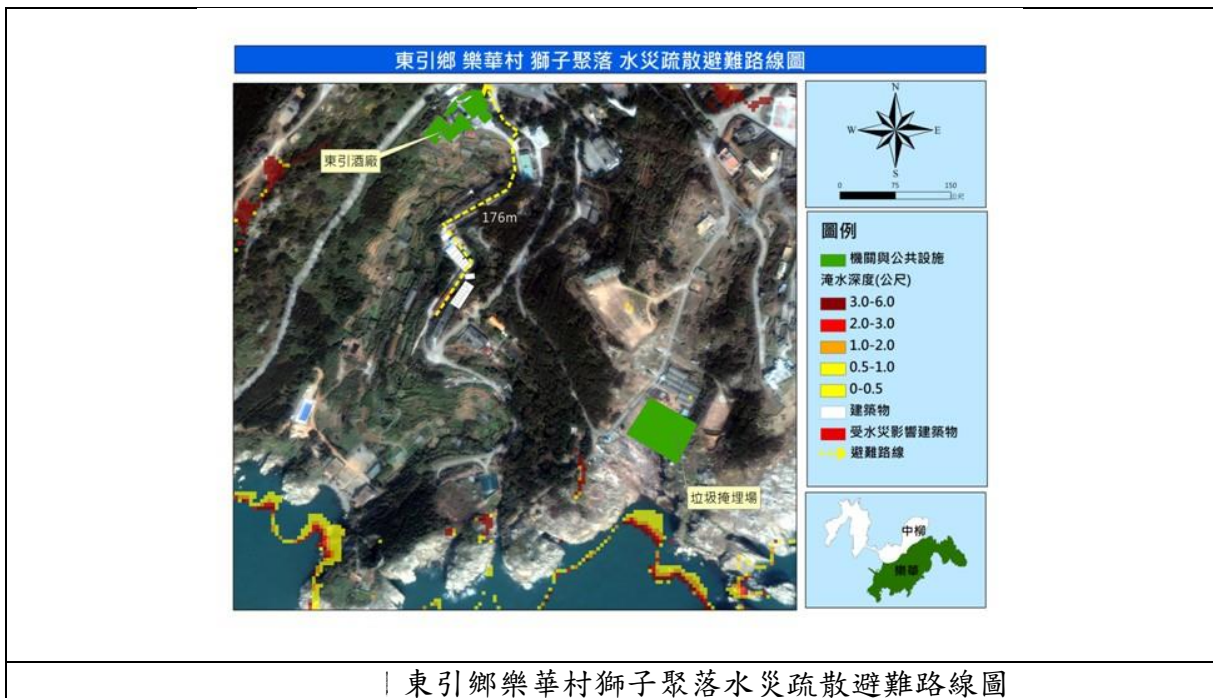 東引鄉 樂華村 獅子聚落 水災疏散避難路線圖
東引酒廠
176m
垃圾掩埋場
N
W
E
S
0 75 150
公尺
圖例
機關與公共設施
淹水深度(公尺)
3.0-6.0
2.0-3.0
1.0-2.0
0.5-1.0
0-0.5
建築物
受水災影響建築物
避難路線
中柳
樂華
東引鄉樂華村獅子聚落水災疏散避難路線圖